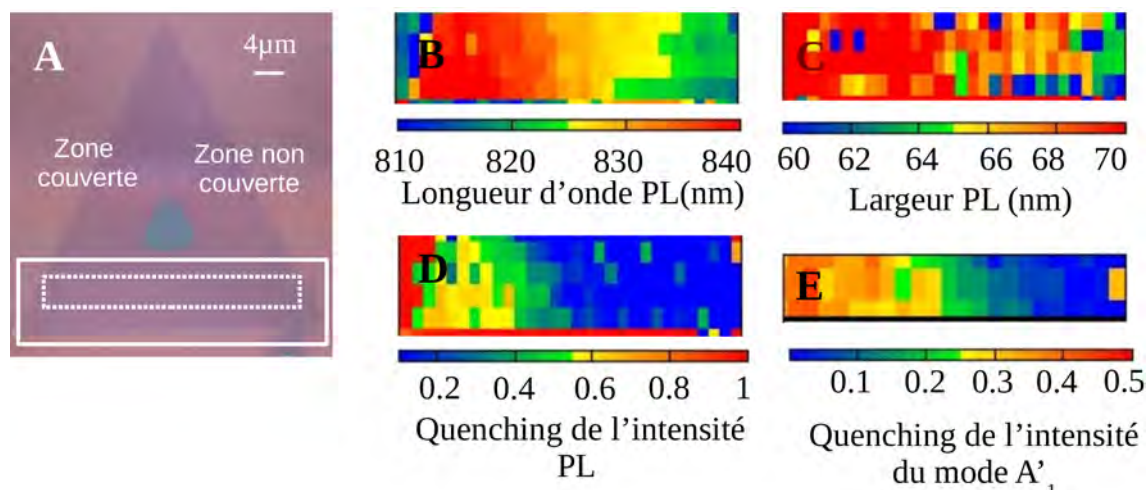 A
4µm
Zone
couverte
Zone non
couverte
B
810 820 830 840
Longueur d'onde PL(nm)
C
60 62 64 66 68 70
Largeur PL (nm)
D
0.2 0.4 0.6 0.8 1
Quenching de l'intensité
PL
E
0.1 0.2 0.3 0.4 0.5
Quenching de l'intensité
du mode A'₁